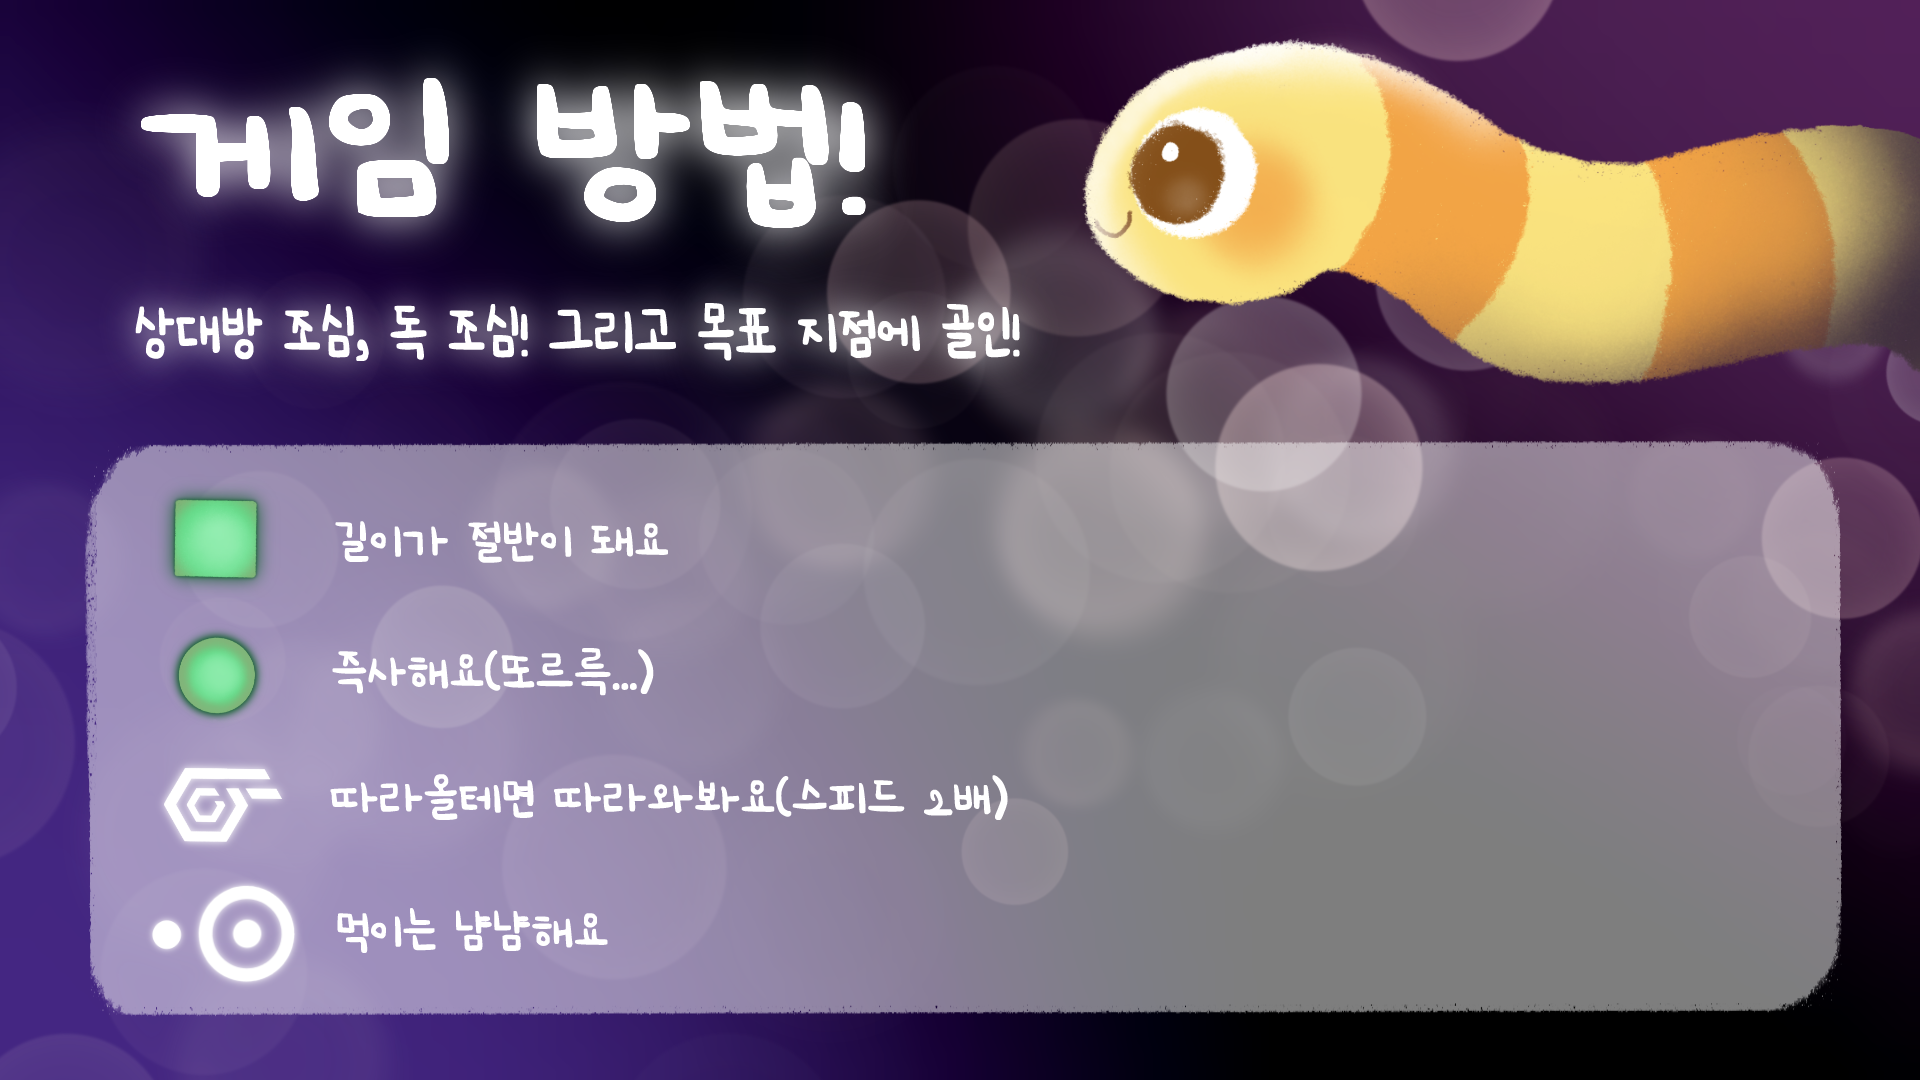 게임 방법!
상대방 조심, 독 조심! 그리고 목표 지점에 골인!
길이가 절반이 돼요
즉사해요(또르륵...)
따라올테면 따라와봐요(스피드 2배)
먹이는 냠냠해요